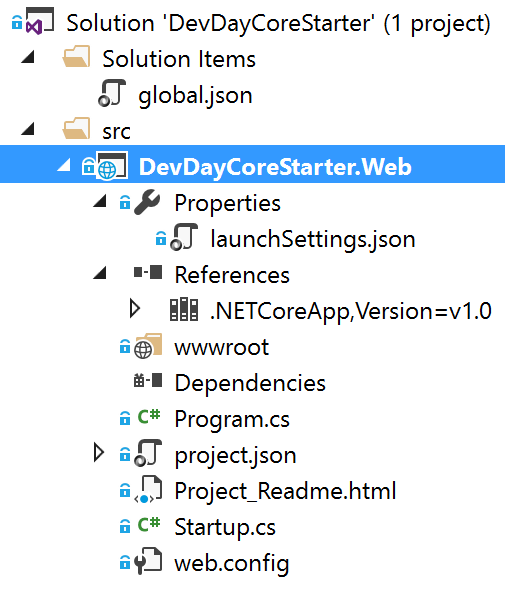 Solution 'DevDayCoreStarter' (1 project)
Solution Items
global.json
src
DevDayCoreStarter.Web
Properties
launchSettings.json
References
.NETCoreApp,Version=v1.0
wwwroot
Dependencies
C# Program.cs
project.json
Project_Readme.html
C# Startup.cs
web.config